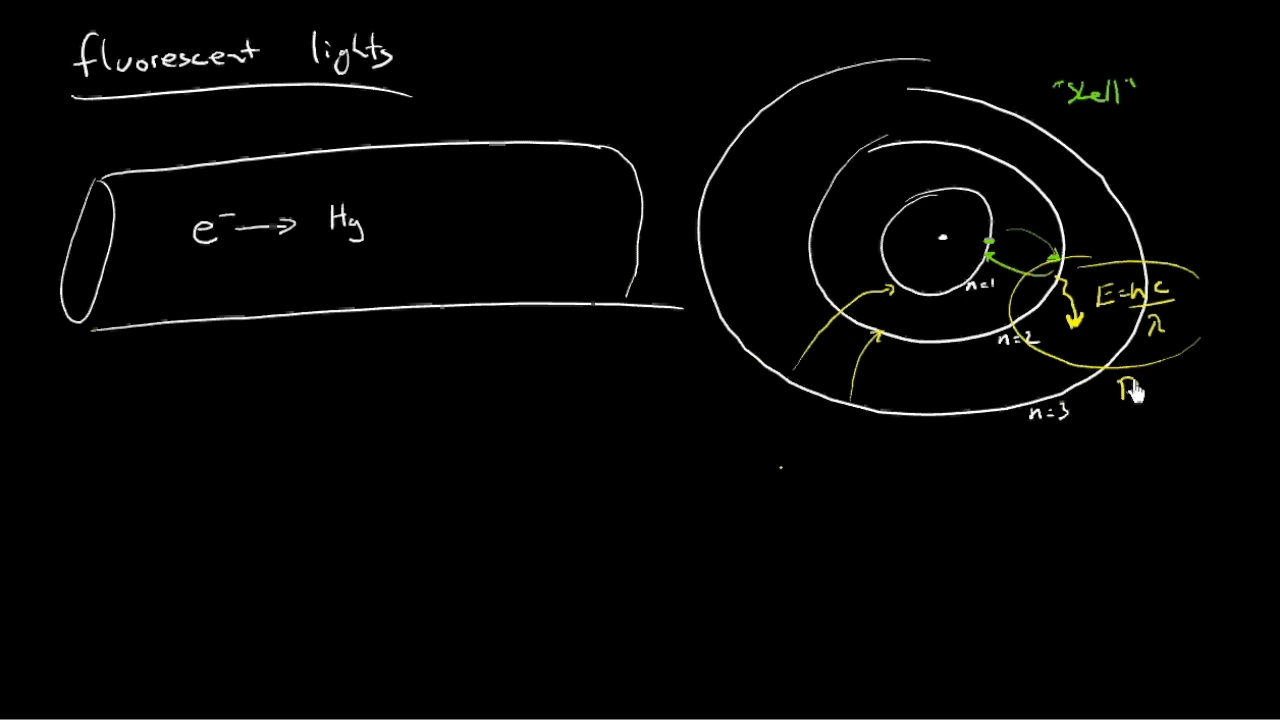 fluorescent lights
"shell"
e⁻ → Hg
n=1
E=hc
λ
n=2
n=3